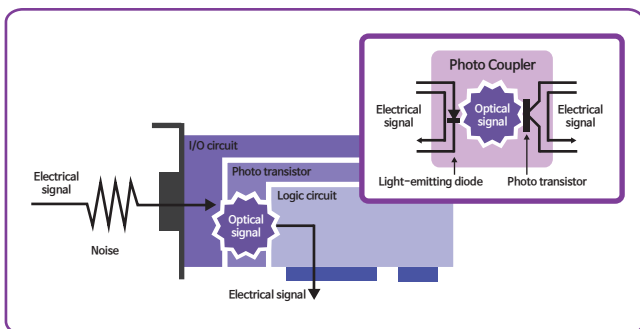 Photo Coupler
Electrical
signal
Optical
signal
Electrical
signal
Light-emitting diode
Photo transistor
I/O circuit
Photo transistor
Logic circuit
Electrical
signal
Optical
signal
Noise
Electrical signal